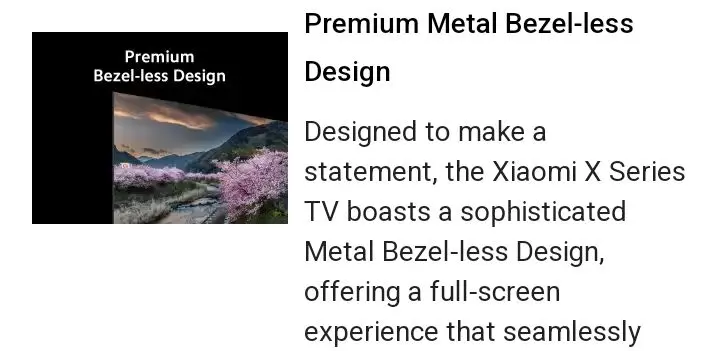 Premium
Bezel-less Design
Premium Metal Bezel-less
Design
Designed to make a
statement, the Xiaomi X Series
TV boasts a sophisticated
Metal Bezel-less Design,
offering a full-screen
experience that seamlessly